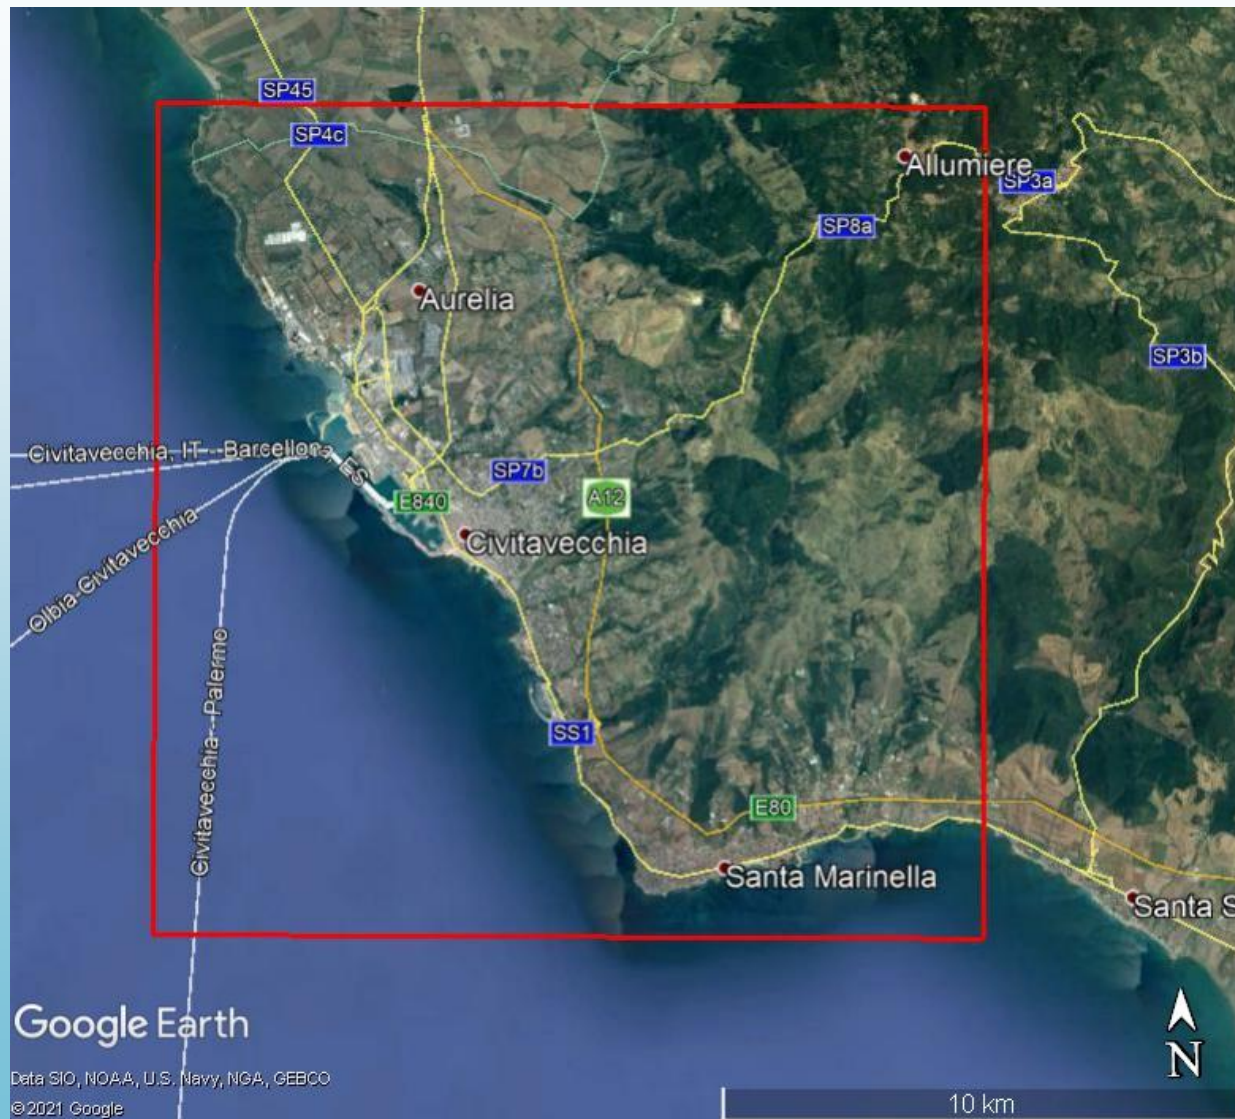 SP45
SP4c
Allumiere
SP3a
SP8a
Aurelia
SP3b
Civitavecchia, IT - Barcellona, ES
SP7b
E840
A12
Civitavecchia
Olbia-Civitavecchia
Civitavecchia--Palermo
SS1
E80
Santa Marinella
Santa S
Google Earth
N
Data SIO, NOAA, U.S. Navy, NGA, GEBCO
© 2021 Google
10 km